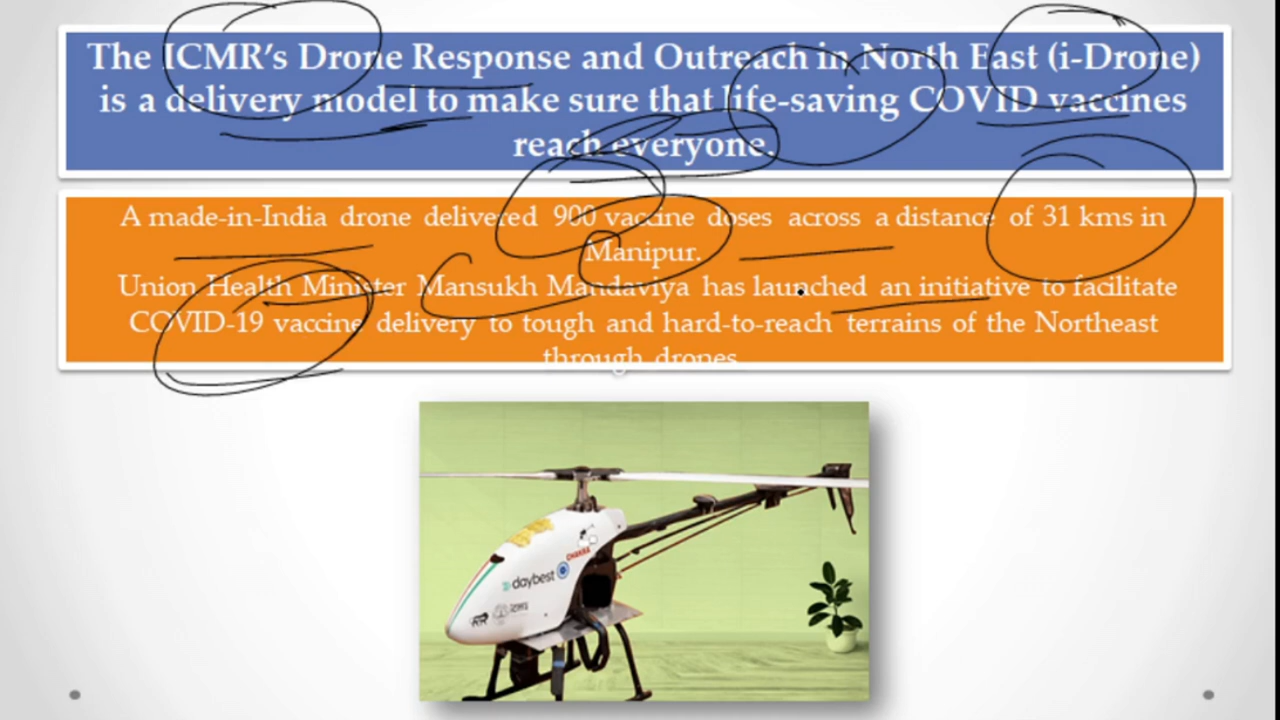 The ICMR's Drone Response and Outreach in North East (i-Drone)
is a delivery model to make sure that life-saving COVID vaccines
reach everyone.
A made-in-India drone delivered 900 vaccine doses across a distance of 31 kms in
Manipur.
Union Health Minister Mansukh Mandaviya has launched an initiative to facilitate
COVID-19 vaccine delivery to tough and hard-to-reach terrains of the Northeast
through drones
CHAKRA
daybest